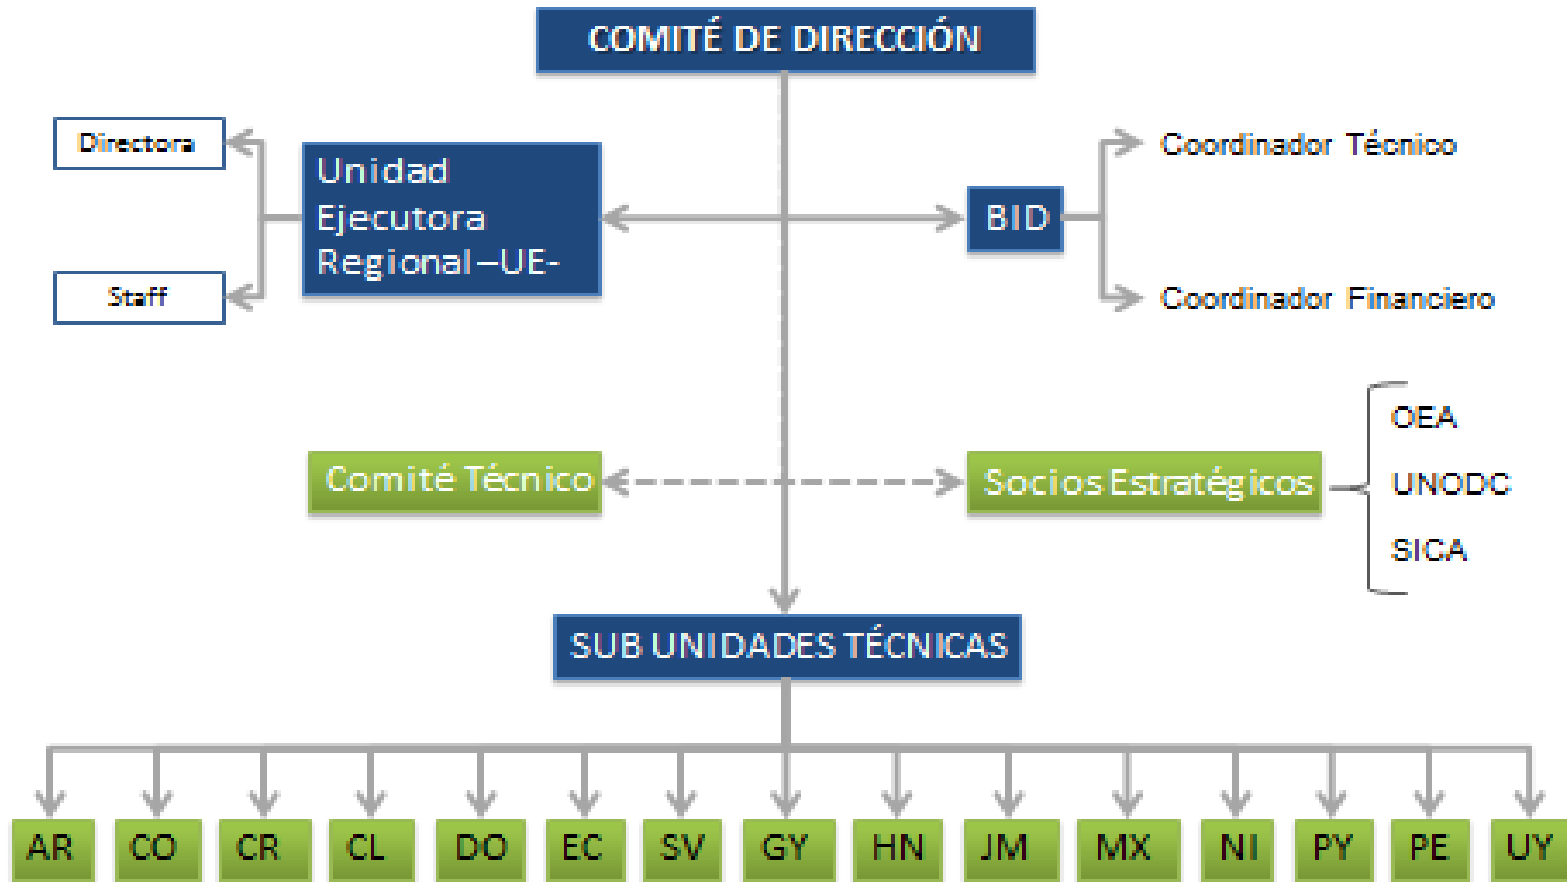 COMITÉ DE DIRECCIÓN
Directora
Staff
Unidad
Ejecutora
Regional –UE-
BID
Coordinador Técnico
Coordinador Financiero
Comité Técnico
Socios Estratégicos
OEA
UNODC
SICA
SUB UNIDADES TÉCNICAS
AR CO CR CL DO EC SV GY HN JM MX NI PY PE UY